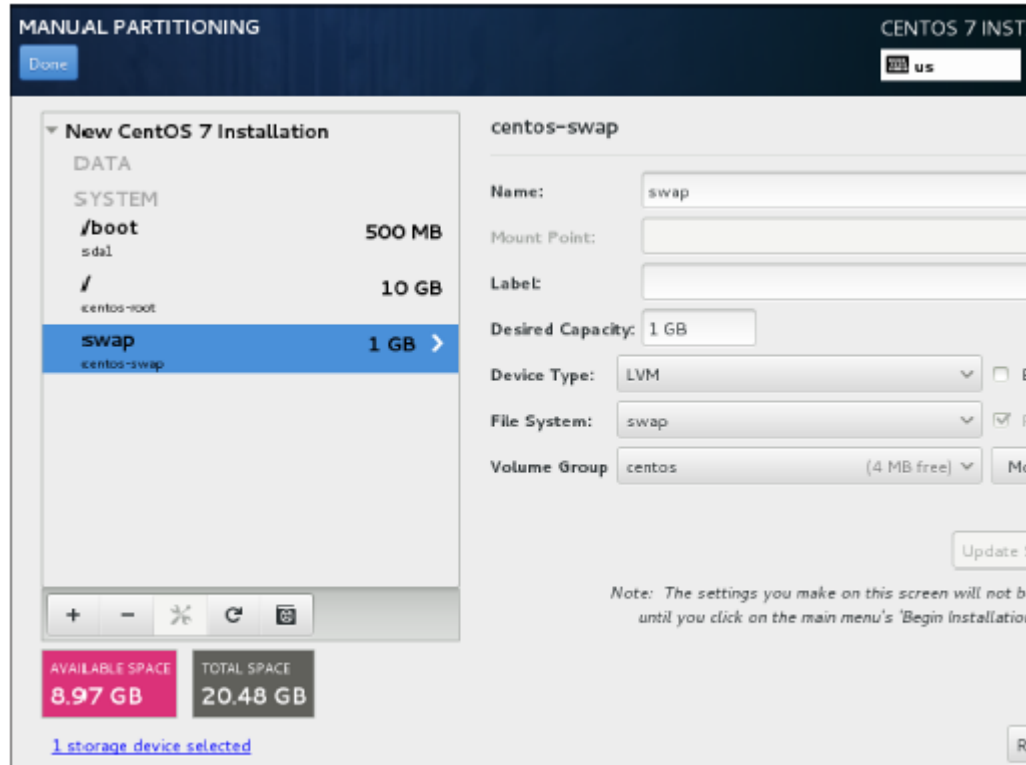 MANUAL PARTITIONING
CENTOS 7 INST
Done
us
New CentOS 7 Installation
DATA
SYSTEM
/boot
500 MB
sda1
/
10 GB
centos-root
swap
1 GB
centos-swap
centos-swap
Name:
swap
Mount Point:
Label:
Desired Capacity:
1 GB
Device Type:
LVM
File System:
swap
Volume Group
centos
(4 MB free)
Update
Note: The settings you make on this screen will not
until you click on the main menu's 'Begin Installation
AVAILABLE SPACE
8.97 GB
TOTAL SPACE
20.48 GB
1 storage device selected